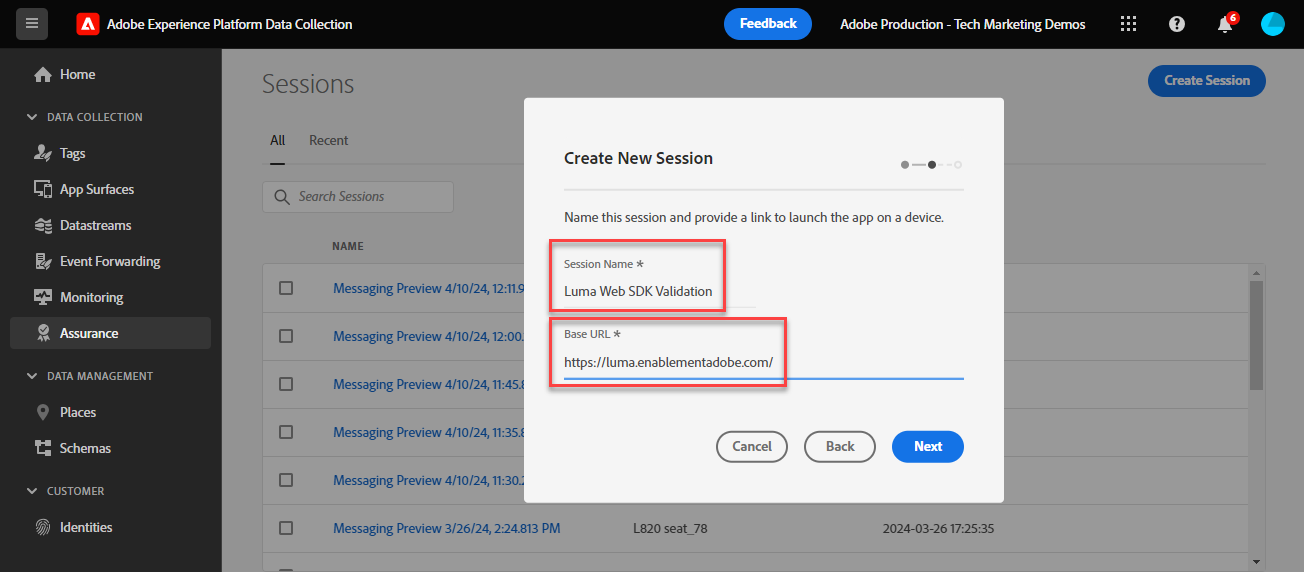 Adobe Experience Platform Data Collection
Feedback
Adobe Production - Tech Marketing Demos
6
Home
DATA COLLECTION
Tags
App Surfaces
Datastreams
Event Forwarding
Monitoring
Assurance
DATA MANAGEMENT
Places
Schemas
CUSTOMER
Identities
Sessions
Create Session
All Recent
Search Sessions
NAME
Messaging Preview 4/10/24, 12:11.9
Messaging Preview 4/10/24, 12:00.
Messaging Preview 4/10/24, 11:45.8
Messaging Preview 4/10/24, 11:35.8
Messaging Preview 4/10/24, 11:30.2
Messaging Preview 3/26/24, 2:24.813 PM L820 seat_78 2024-03-26 17:25:35
Create New Session
Name this session and provide a link to launch the app on a device.
Session Name *
Luma Web SDK Validation
Base URL *
https://luma.enablementadobe.com/
Cancel Back Next